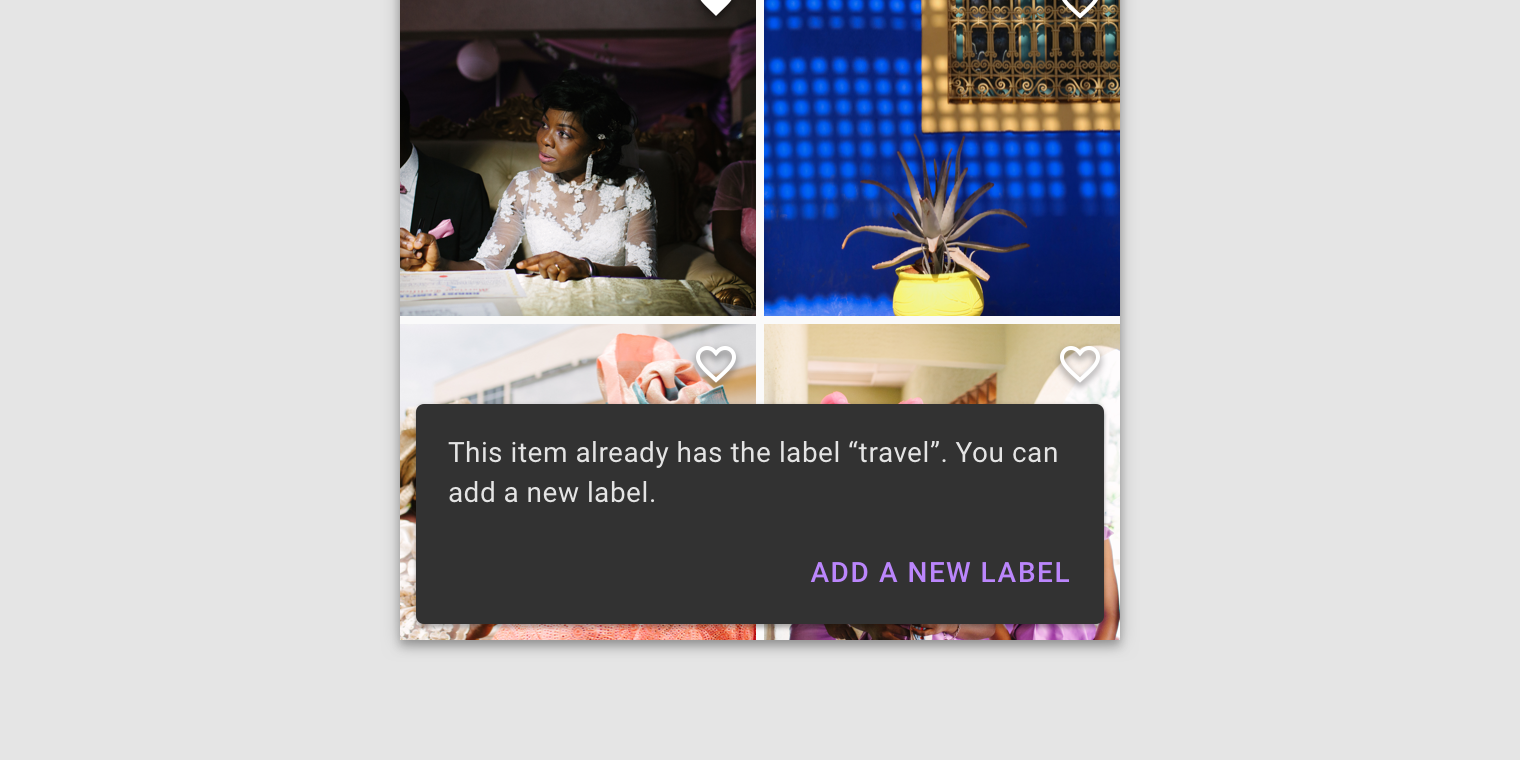 This item already has the label “travel”. You can
add a new label.
ADD A NEW LABEL